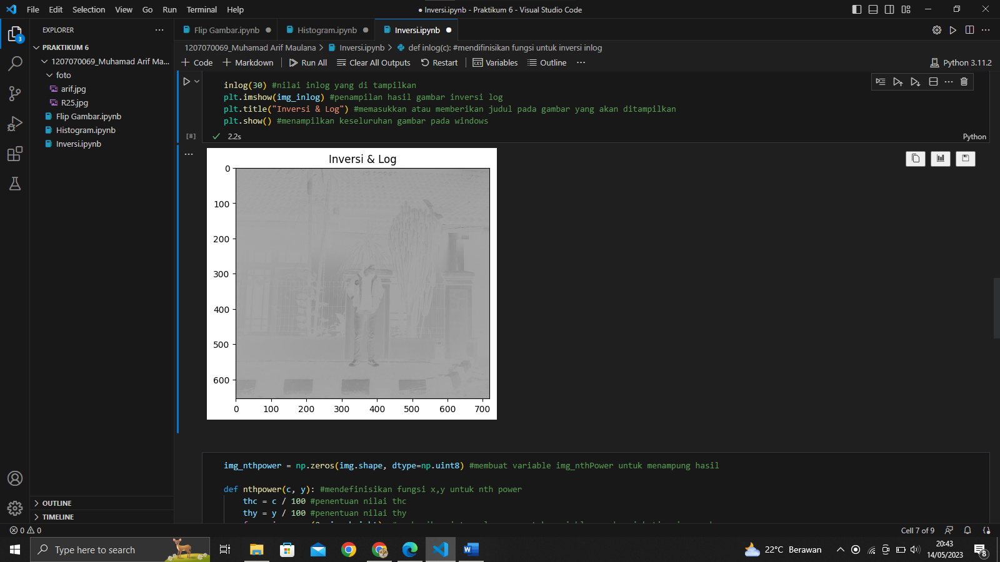 File Edit Selection View Go Run Terminal Help
● Inversi.ipynb - Praktikum 6 - Visual Studio Code
EXPLORER
PRAKTIKUM 6
1207070069_Muhamad Arif Ma...
foto
arif.jpg
R25.jpg
Flip Gambar.ipynb
Histogram.ipynb
Inversi.ipynb
OUTLINE
TIMELINE
3
Flip Gambar.ipynb ● Histogram.ipynb ● Inversi.ipynb ●
1207070069_Muhamad Arif Maulana > Inversi.ipynb > def inlog(c): #mendifinisikan fungsi untuk inversi inlog
+ Code + Markdown | Run All Clear All Outputs Restart | Variables Outline ...
Python 3.11.2
inlog(30) #nilai inlog yang di tampilkan
plt.imshow(img_inlog) #penampilan hasil gambar inversi log
plt.title("Inversi & Log") #memasukkan atau memberikan judul pada gambar yang akan ditampilkan
plt.show() #menampilkan keseluruhan gambar pada windows
[8] 2.2s
Python
Inversi & Log
0
100
200
300
400
500
600
0 100 200 300 400 500 600 700
img_nthpower = np.zeros(img.shape, dtype=np.uint8) #membuat variable img_nthPower untuk menampung hasil
def nthpower(c, y): #mendefinisikan fungsi x,y untuk nth power
thc = c / 100 #penentuan nilai thc
thy = y / 100 #penentuan nilai thy
0 0
Cell 7 of 9
Type here to search
22°C Berawan
20:43
14/05/2023
8